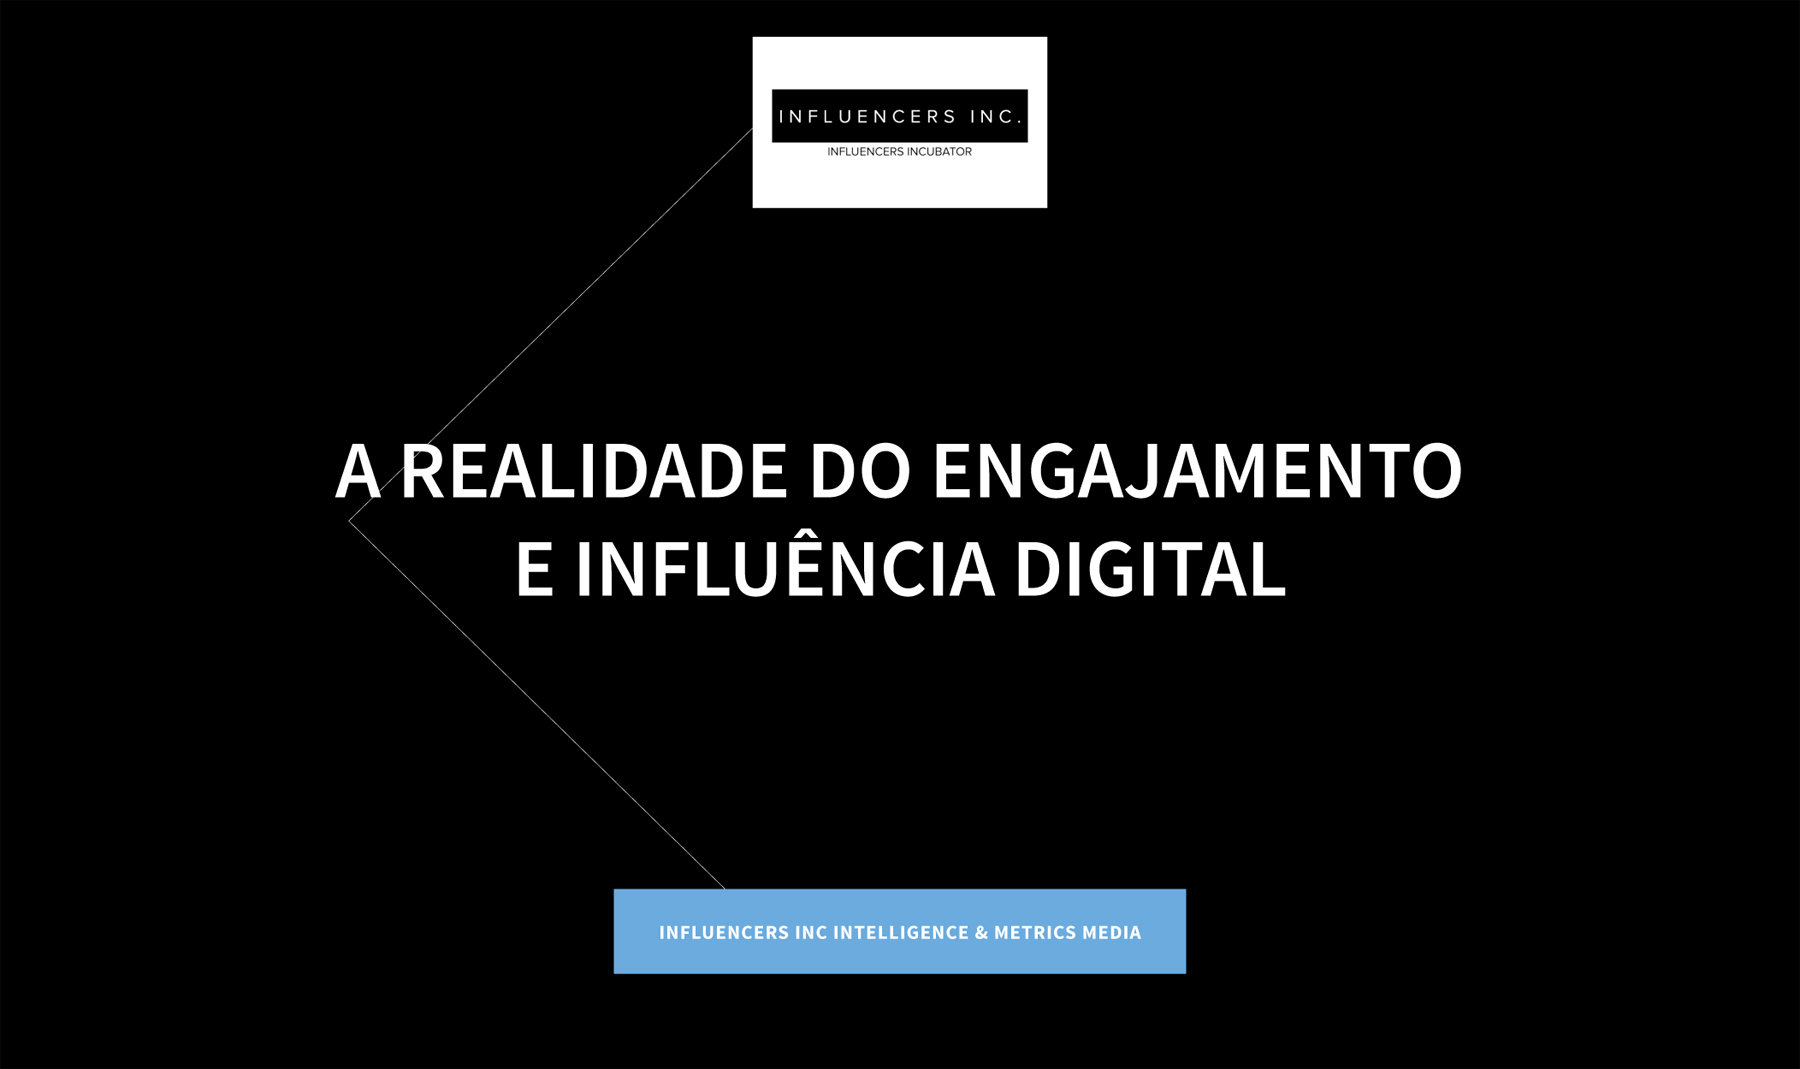 INFLUENCERS INC.
INFLUENCERS INCUBATOR
A REALIDADE DO ENGAJAMENTO
E INFLUÊNCIA DIGITAL
INFLUENCERS INC INTELLIGENCE & METRICS MEDIA